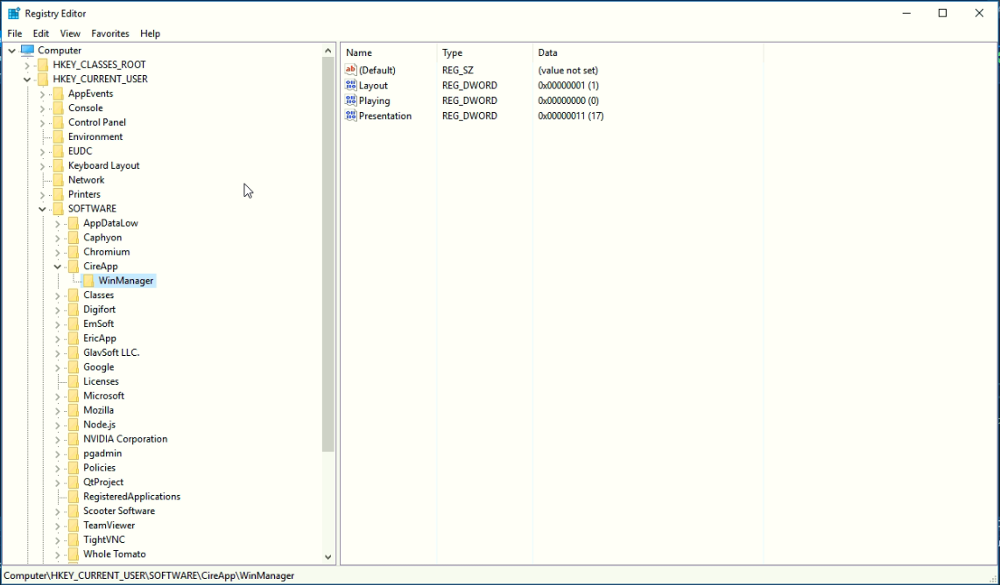 Registry Editor
File Edit View Favorites Help
Computer
HKEY_CLASSES_ROOT
HKEY_CURRENT_USER
AppEvents
Console
Control Panel
Environment
EUDC
Keyboard Layout
Network
Printers
SOFTWARE
AppDataLow
Caphyon
Chromium
CireApp
WinManager
Classes
Digifort
EmSoft
EricApp
GlavSoft LLC.
Google
Licenses
Microsoft
Mozilla
Node.js
NVIDIA Corporation
pgadmin
Policies
QtProject
RegisteredApplications
Scooter Software
TeamViewer
TightVNC
Whole Tomato
Name Type Data
(Default) REG_SZ (value not set)
Layout REG_DWORD 0x00000001 (1)
Playing REG_DWORD 0x00000000 (0)
Presentation REG_DWORD 0x00000011 (17)
Computer\HKEY_CURRENT_USER\SOFTWARE\CireApp\WinManager